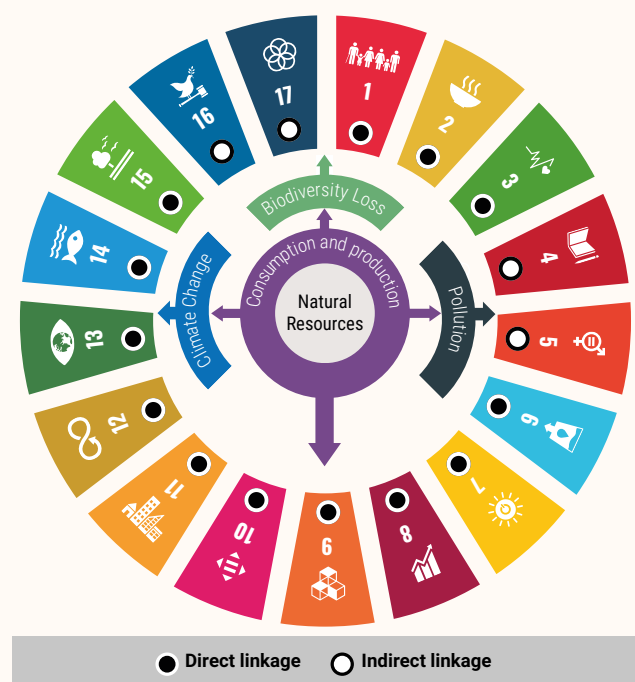 1
2
3
4
5
6
7
8
9
10
11
12
13
14
15
16
17
Biodiversity Loss
Climate Change
Consumption and production
Pollution
Natural
Resources
Direct linkage
Indirect linkage